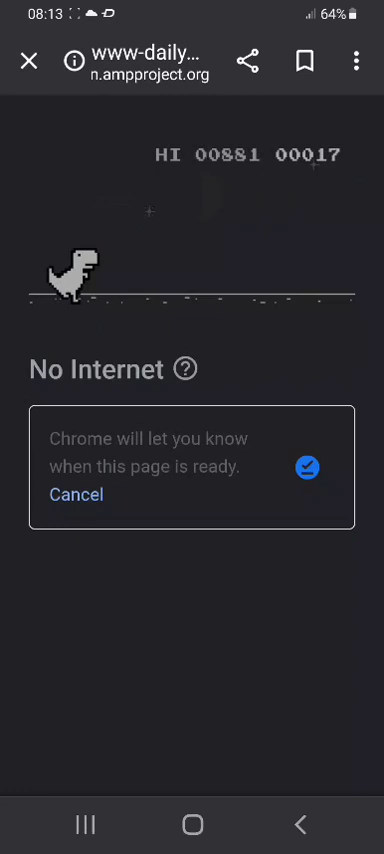 08:13
64%
www-daily...
n.ampproject.org
HI 00881 00017
No Internet
Chrome will let you know
when this page is ready.
Cancel